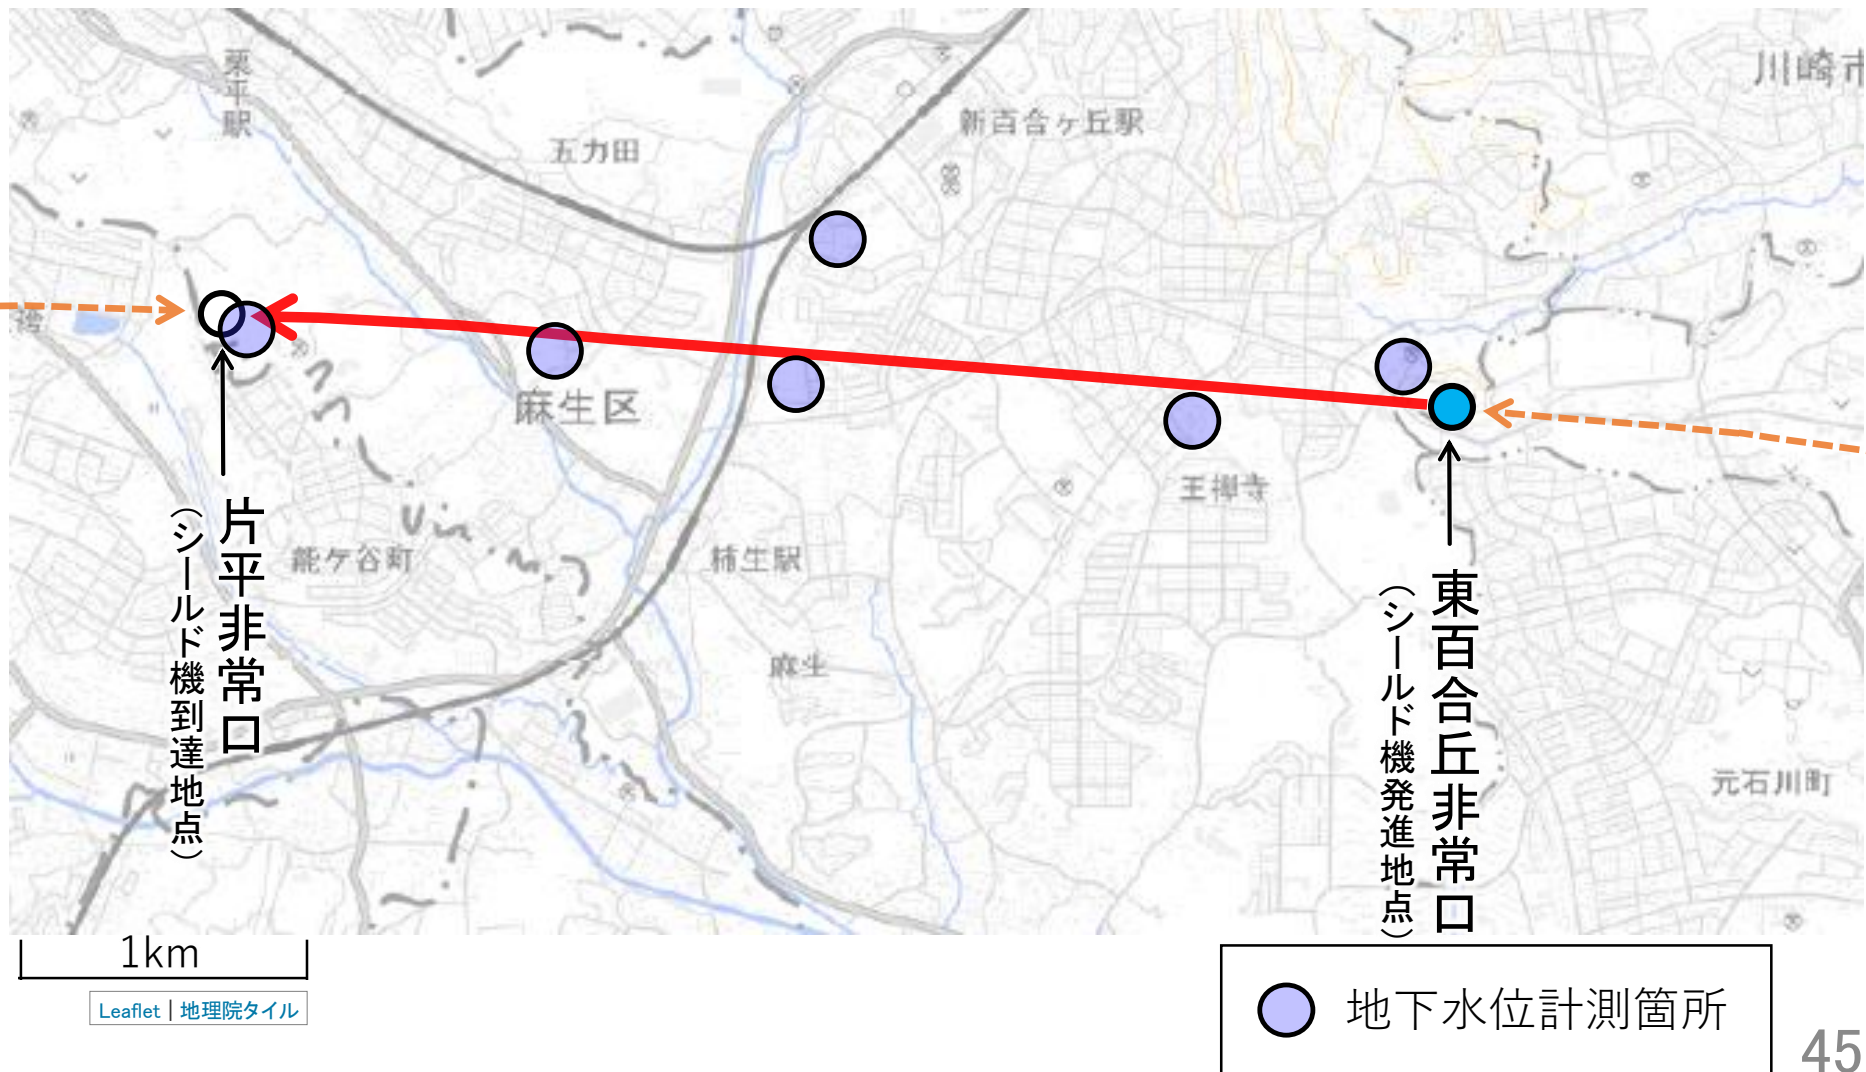 栗平駅
五力田
新百合ヶ丘駅
川崎市
麻生区
王禅寺
能ケ谷町
柿生駅
麻生
元石川町
片平非常口
(シールド機到達地点)
東百合丘非常口
(シールド機発進地点)
1km
Leaflet | 地理院タイル
地下水位計測箇所
45